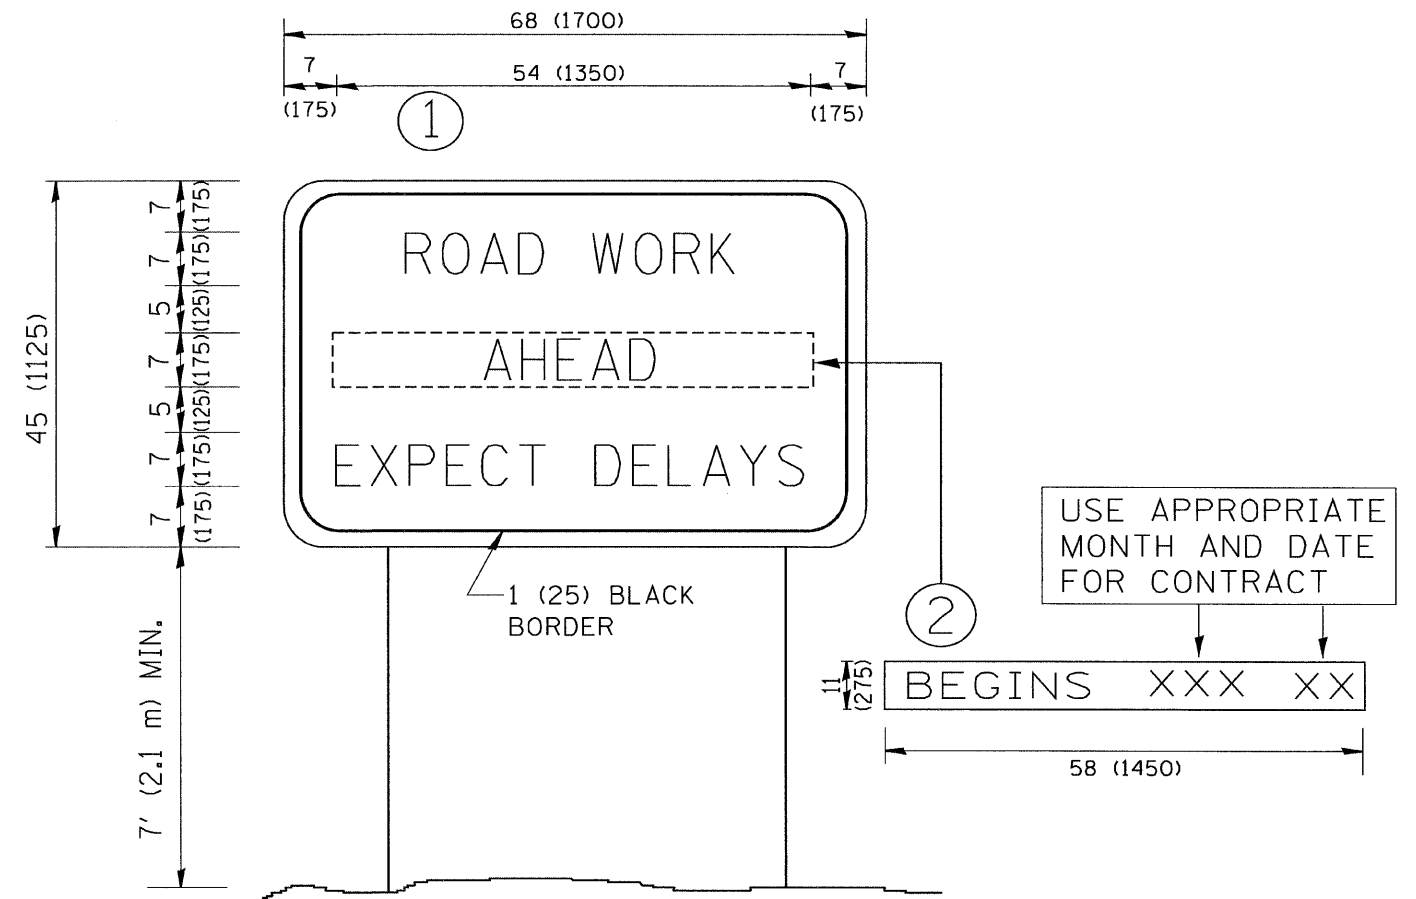 68 (1700)
7
54 (1350)
7
(175)
(175)
1
7
(175)
7
(175)
5
(125)
7
(175)
5
(125)
7
(175)
7
(175)
45 (1125)
ROAD WORK
AHEAD
EXPECT DELAYS
1 (25) BLACK
BORDER
7' (2.1 m) MIN.
USE APPROPRIATE
MONTH AND DATE
FOR CONTRACT
2
11
(275)
BEGINS XXX XX
58 (1450)